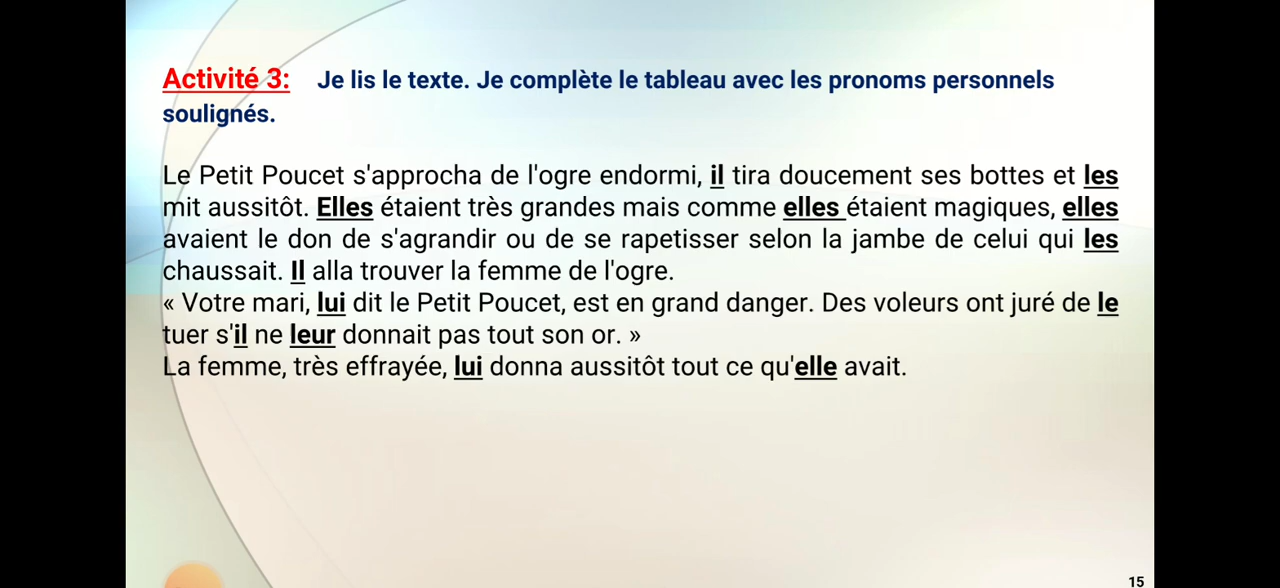 Activité 3: Je lis le texte. Je complète le tableau avec les pronoms personnels
soulignés.
Le Petit Poucet s'approcha de l'ogre endormi, il tira doucement ses bottes et les
mit aussitôt. Elles étaient très grandes mais comme elles étaient magiques, elles
avaient le don de s'agrandir ou de se rapetisser selon la jambe de celui qui les
chaussait. Il alla trouver la femme de l'ogre.
« Votre mari, lui dit le Petit Poucet, est en grand danger. Des voleurs ont juré de le
tuer s'il ne leur donnait pas tout son or. »
La femme, très effrayée, lui donna aussitôt tout ce qu'elle avait.
15